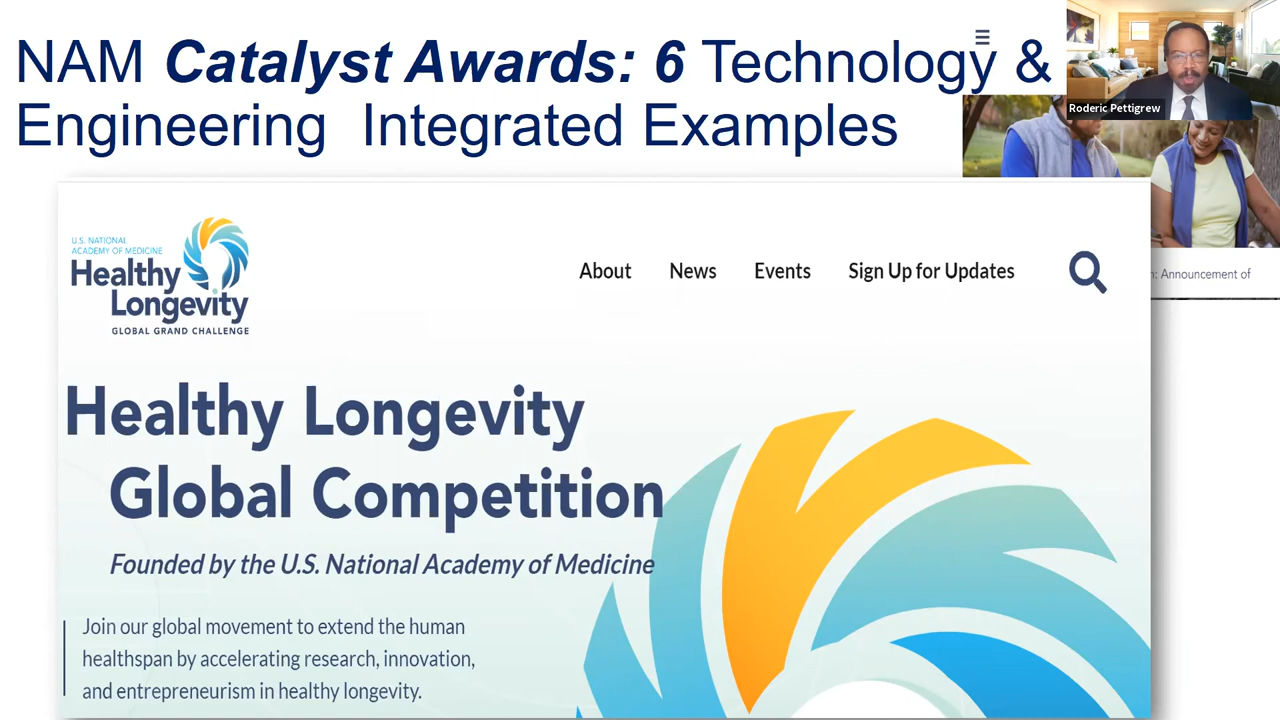 NAM Catalyst Awards: 6 Technology &
Engineering Integrated Examples
Roderic Pettigrew
U.S. NATIONAL
ACADEMY OF MEDICINE
Healthy
Longevity
GLOBAL GRAND CHALLENGE
About News Events Sign Up for Updates
: Announcement of
Healthy Longevity
Global Competition
Founded by the U.S. National Academy of Medicine
Join our global movement to extend the human
healthspan by accelerating research, innovation,
and entrepreneurism in healthy longevity.